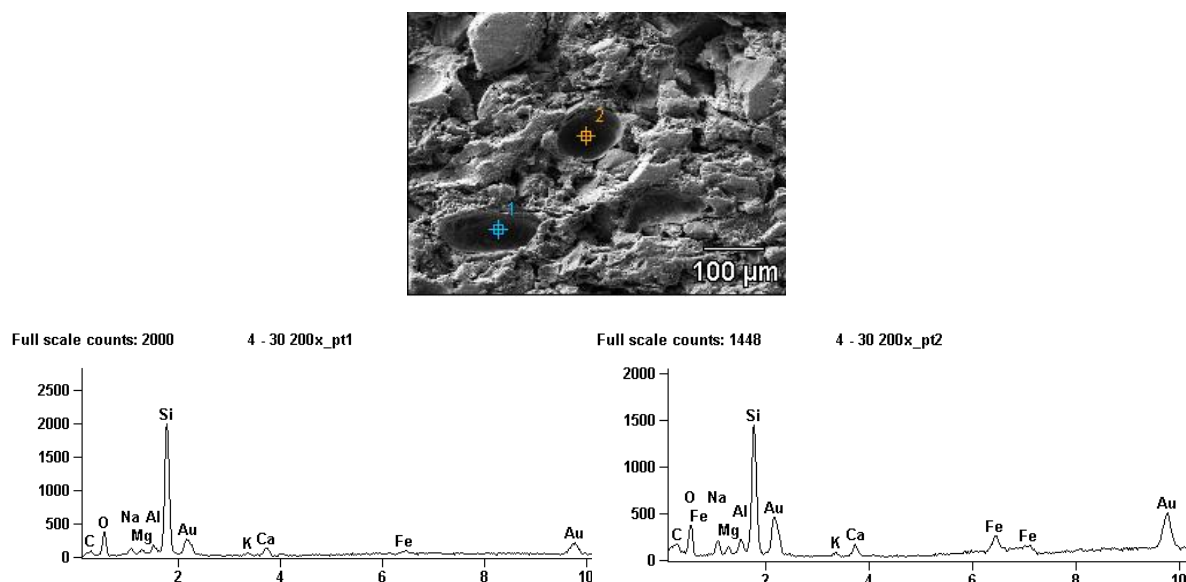 2
1
100 µm
Full scale counts: 2000 4 - 30 200x_pt1
2500
2000
1500
1000
500
0
Si
O
C
Na
Mg
Al
Au
K
Ca
Fe
Au
2 4 6 8 10
Full scale counts: 1448 4 - 30 200x_pt2
2000
1500
1000
500
0
Si
O
Fe
C
Na
Mg
Al
Au
K
Ca
Fe
Fe
Au
2 4 6 8 10